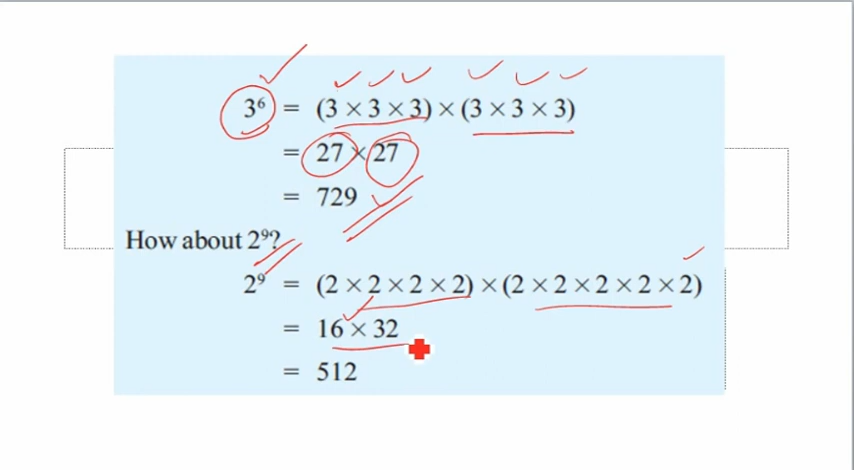 3⁶ = (3 × 3 × 3) × (3 × 3 × 3)
= 27 × 27
= 729
How about 2⁹?
2⁹ = (2 × 2 × 2 × 2) × (2 × 2 × 2 × 2 × 2)
= 16 × 32
= 512